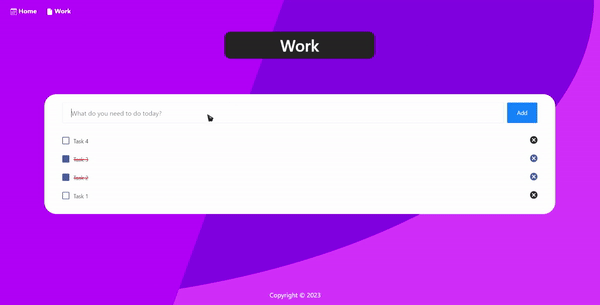 Home Work
Work
What do you need to do today? Add
Task 4
Task 3
Task 2
Task 1
Copyright © 2023